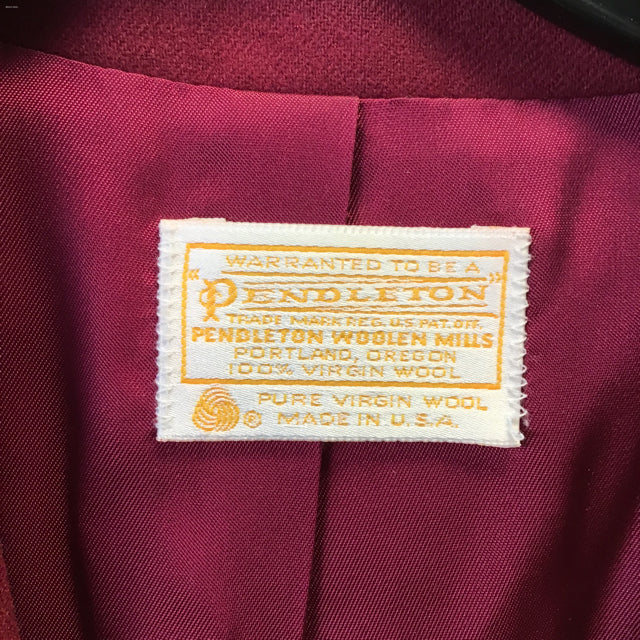 WARRANTED TO BE A
"PENDLETON"
TRADE MARK REG. U.S. PAT. OFF.
PENDLETON WOOLEN MILLS
PORTLAND, OREGON
100% VIRGIN WOOL
PURE VIRGIN WOOL
® MADE IN U.S.A.